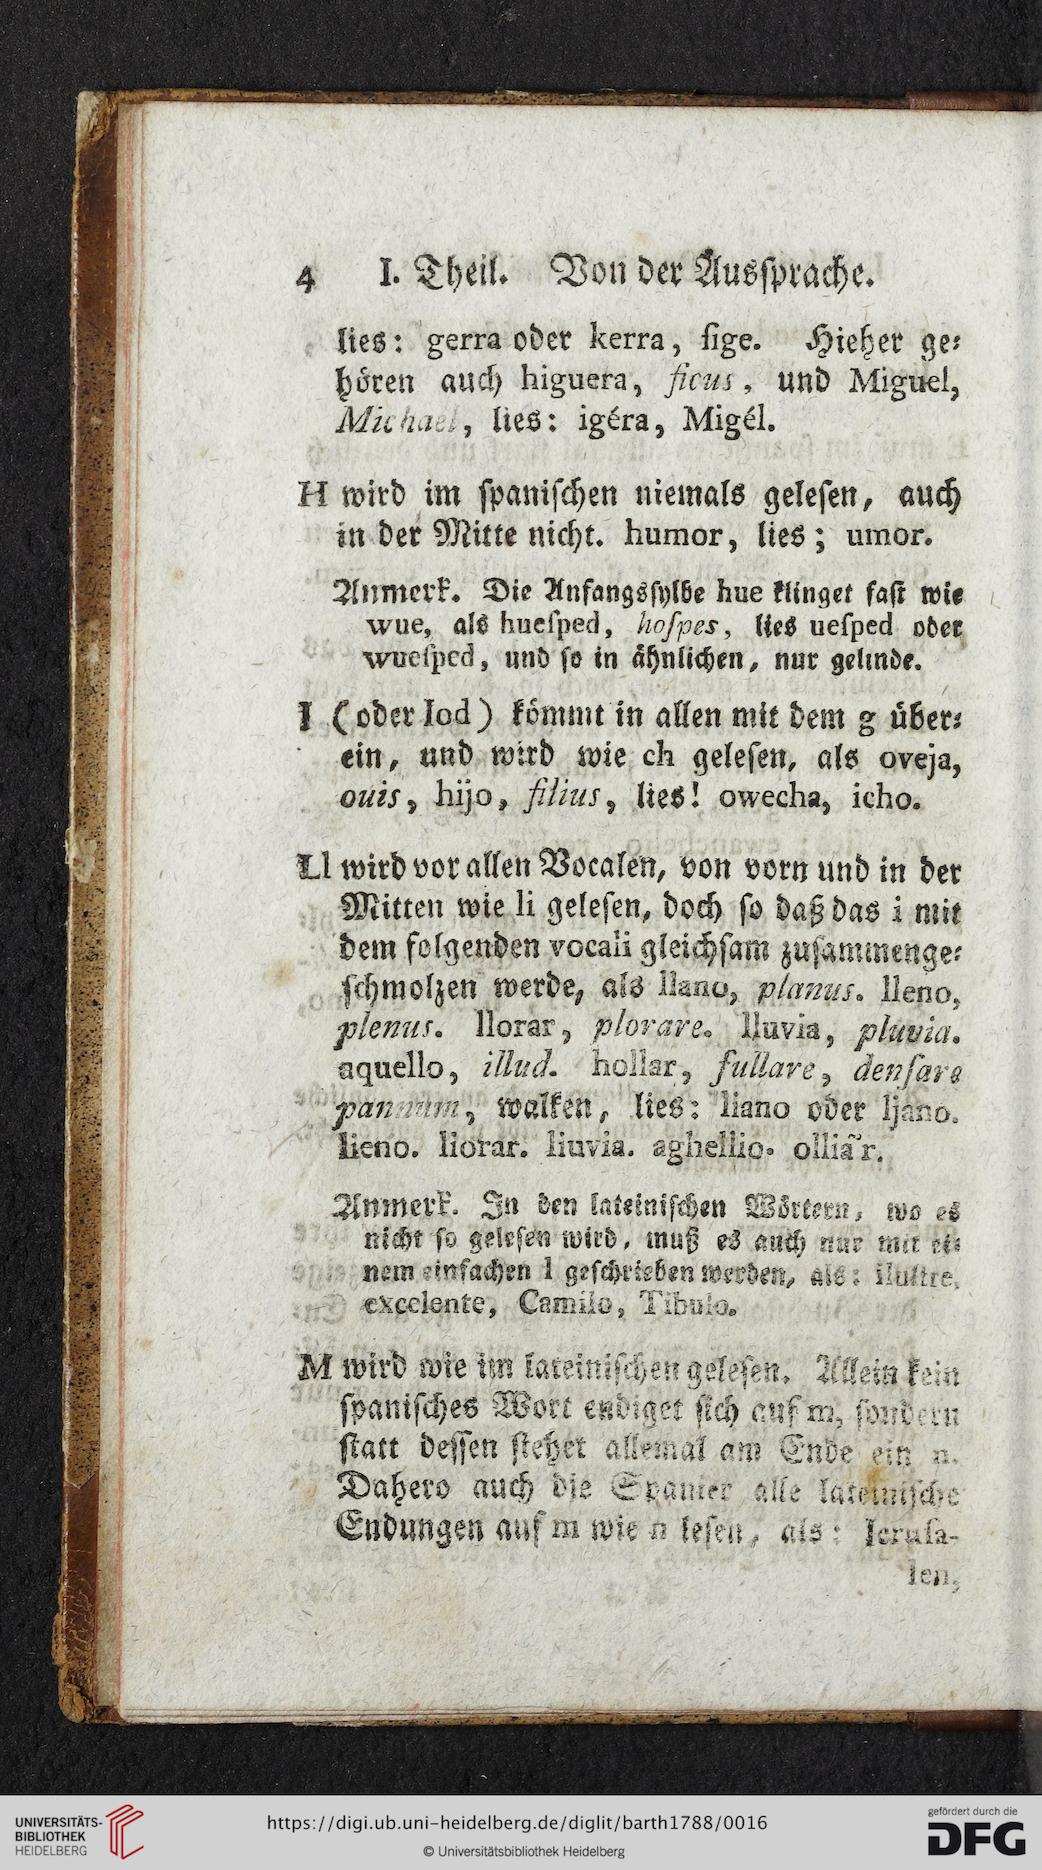 4 I. Theil. Von der Ausſprache.
lies: gerra oder kerra, ſige. Hieher ge⸗
hören auch higuera, ficus, und Miguel,
Michael, lies: igéra, Migél.
H wird im ſpaniſchen niemals geleſen, auch
in der Mitte nicht. humor, lies; umor.
Anmerk. Die Anfangsſylbe hue klinget faſt wie
wue, als hueſped, hoſpes, lies ueſped oder
wueſped, und ſo in ähnlichen, nur gelinde.
I (oder Iod) kömmt in allen mit dem g über⸗
ein, und wird wie ch geleſen, als oveja,
ouis, hijo, filius, lies! owecha, icho.
Ll wird vor allen Vocalen, von vorn und in der
Mitten wie li geleſen, doch ſo daß das i mit
dem folgenden vocali gleichſam zuſammenge⸗
ſchmolzen werde, als llano, planus. lleno,
plenus. llorar, plorare. lluvia, pluvia.
aquello, illud. hollar, fullare, denſare
pannum, walken, lies: liano oder ljano.
lieno. liorar. liuvia. aghellio. olliãr.
Anmerk. In den lateiniſchen Wörtern, wo es
nicht ſo geleſen wird, muß es auch nur mit ei⸗
nem einfachen l geſchrieben werden, als: iluſtre,
excelente, Camilo, Tibulo.
M wird wie im lateiniſchen geleſen. Allein kein
ſpaniſches Wort endiget ſich auf m, ſondern
ſtatt deſſen ſtehet allemal am Ende ein n.
Dahero auch die Spanier alle lateiniſche
Endungen auf m wie n leſen, als: Ieruſa-
len,
UNIVERSITÄTS-
BIBLIOTHEK
HEIDELBERG
https://digi.ub.uni-heidelberg.de/diglit/barth1788/0016
© Universitätsbibliothek Heidelberg
gefördert durch die
DFG